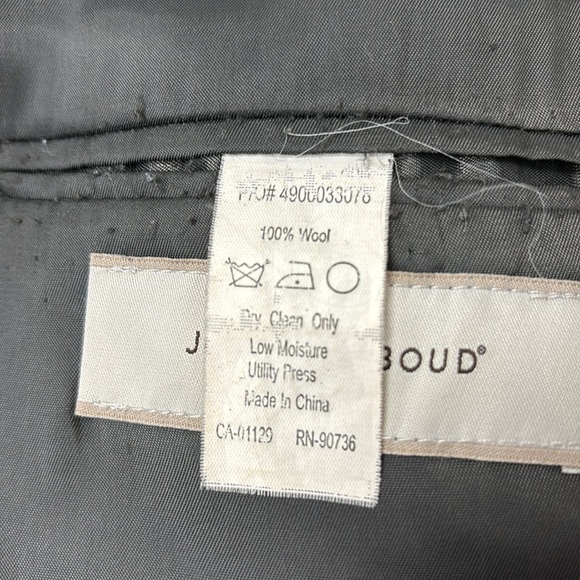 P/O# 4900033078
100% Wool
Dry Clean Only
Low Moisture
Utility Press
Made In China
CA-01129 RN-90736
J BOUD®